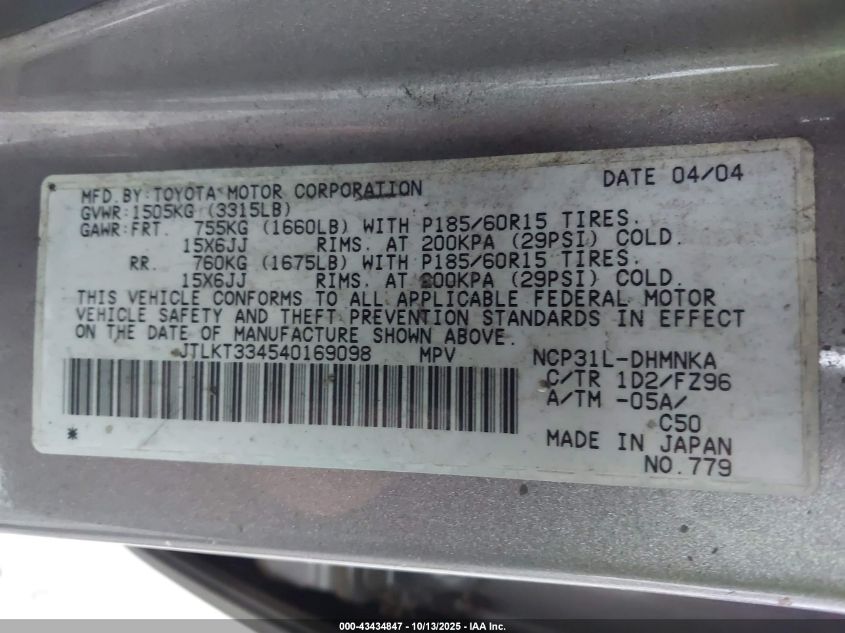 DATE 04/04
MFD. BY: TOYOTA MOTOR CORPORATION
GVWR: 1505KG (3315LB)
GAWR: FRT. 755KG (1660LB) WITH P185/60R15 TIRES.
15X6JJ RIMS. AT 200KPA (29PSI) COLD.
RR. 760KG (1675LB) WITH P185/60R15 TIRES.
15X6JJ RIMS. AT 200KPA (29PSI) COLD.
THIS VEHICLE CONFORMS TO ALL APPLICABLE FEDERAL MOTOR
VEHICLE SAFETY AND THEFT PREVENTION STANDARDS IN EFFECT
ON THE DATE OF MANUFACTURE SHOWN ABOVE.
JTLKT334540169098 MPV NCP31L-DHMNKA
C/TR 1D2/FZ96
A/TM -05A/
C50
* MADE IN JAPAN
NO. 779
000-43434847 - 10/13/2025 - IAA Inc.